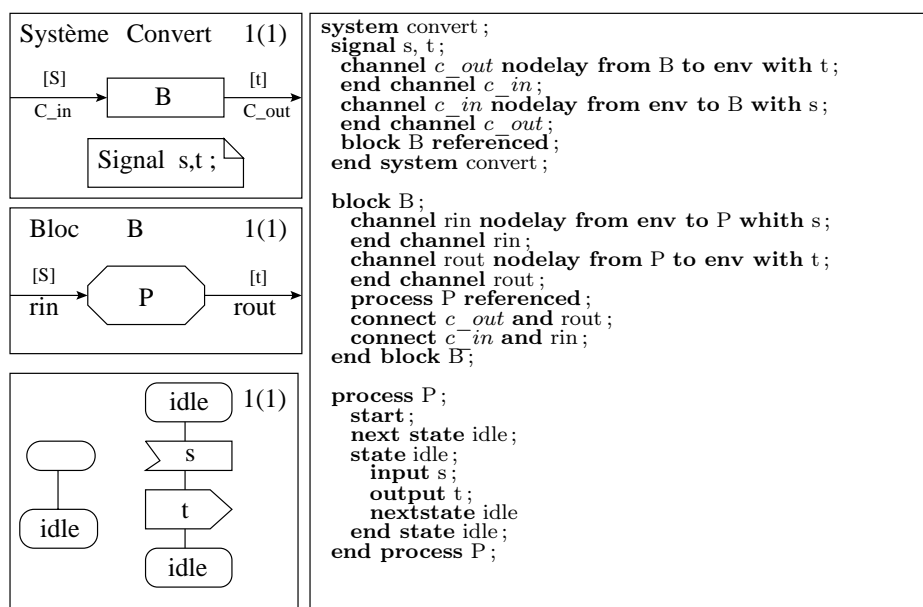 Système Convert 1(1)
[S] [t]
B
C_in C_out
Signal s,t ;
Bloc B 1(1)
[S] [t]
P
rin rout
idle 1(1)
s
t
idle
idle
system convert ;
signal s, t ;
channel c_out nodelay from B to env with t ;
end channel c_in ;
channel c_in nodelay from env to B with s ;
end channel c_out ;
block B referenced ;
end system convert ;
block B ;
channel rin nodelay from env to P whith s ;
end channel rin ;
channel rout nodelay from P to env with t ;
end channel rout ;
process P referenced ;
connect c_out and rout ;
connect c_in and rin ;
end block B ;
process P ;
start ;
next state idle ;
state idle ;
input s ;
output t ;
nextstate idle
end state idle ;
end process P ;